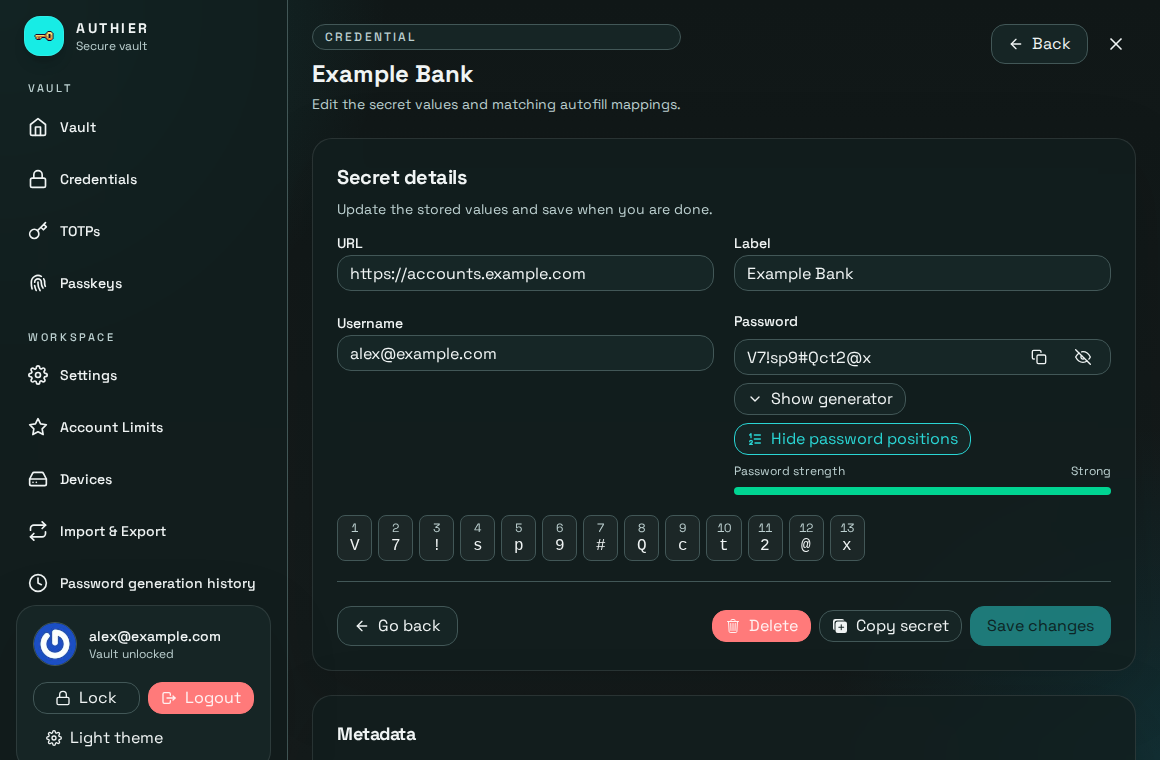 AUTHIER
Secure vault
VAULT
Vault
Credentials
TOTPs
Passkeys
WORKSPACE
Settings
Account Limits
Devices
Import & Export
Password generation history
alex@example.com
Vault unlocked
Lock
Logout
Light theme
CREDENTIAL
Example Bank
Edit the secret values and matching autofill mappings.
Back
Secret details
Update the stored values and save when you are done.
URL
https://accounts.example.com
Label
Example Bank
Username
alex@example.com
Password
V7!sp9#Qct2@x
Show generator
Hide password positions
Password strength
Strong
1 2 3 4 5 6 7 8 9 10 11 12 13
V 7 ! s p 9 # Q c t 2 @ x
Go back
Delete
Copy secret
Save changes
Metadata